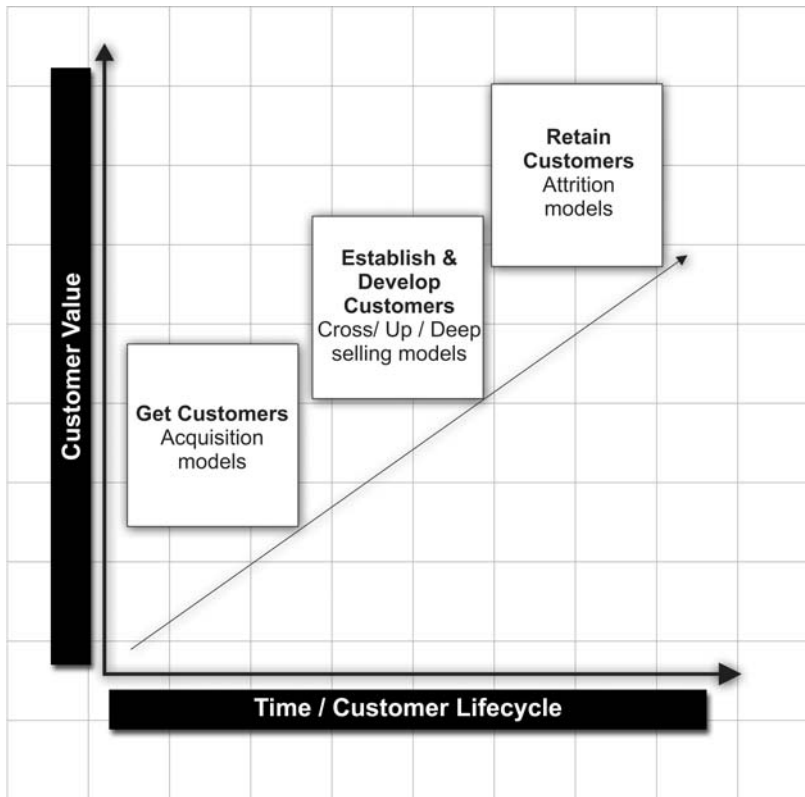 Customer Value
Retain
Customers
Attrition
models
Establish &
Develop
Customers
Cross/ Up / Deep
selling models
Get Customers
Acquisition
models
Time / Customer Lifecycle